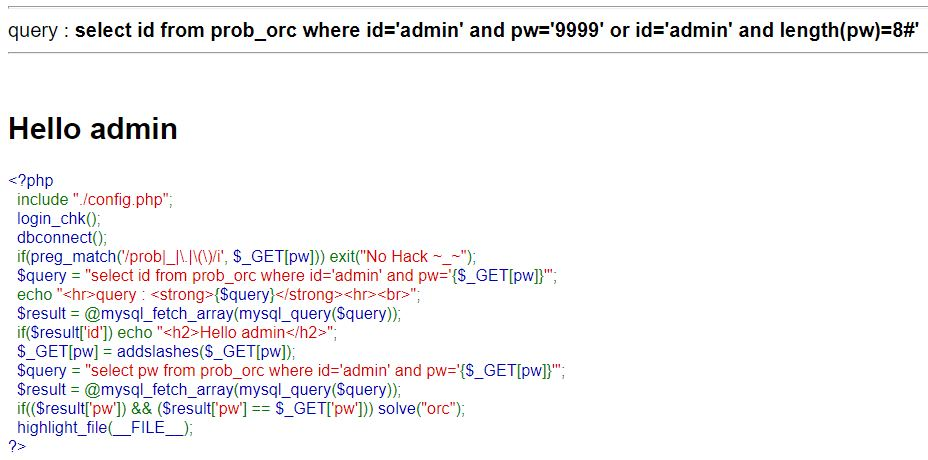 query : select id from prob_orc where id='admin' and pw='9999' or id='admin' and length(pw)=8#'
Hello admin
<?php
include "./config.php";
login_chk();
dbconnect();
if(preg_match('/prob|_|\.|\(\)/i', $_GET[pw])) exit("No Hack ~_~");
$query = "select id from prob_orc where id='admin' and pw='{$_GET[pw]}'";
echo "<hr>query : <strong>{$query}</strong><hr><br>";
$result = @mysql_fetch_array(mysql_query($query));
if($result['id']) echo "<h2>Hello admin</h2>";
$_GET[pw] = addslashes($_GET[pw]);
$query = "select pw from prob_orc where id='admin' and pw='{$_GET[pw]}'";
$result = @mysql_fetch_array(mysql_query($query));
if(($result['pw']) && ($result['pw'] == $_GET['pw'])) solve("orc");
highlight_file(__FILE__);
?>